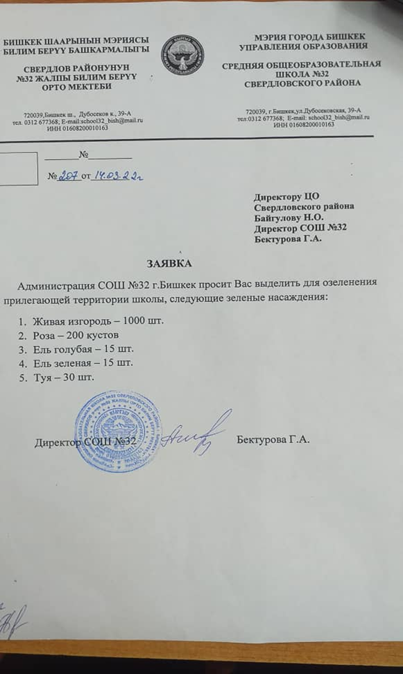 БИШКЕК ШААРЫНЫН МЭРИЯСЫ
БИЛИМ БЕРҮҮ БАШКАРМАЛЫГЫ
СВЕРДЛОВ РАЙОНУНУН
№32 ЖАЛПЫ БИЛИМ БЕРҮҮ
ОРТО МЕКТЕБИ
720039,Бишкек ш., Дубосеков к., 39-А
тел. 0312 677368; E-mail:school32_bish@mail.ru
ИНН 01608200010163
МЭРИЯ ГОРОДА БИШКЕК
УПРАВЛЕНИЯ ОБРАЗОВАНИЯ
СРЕДНЯЯ ОБЩЕОБРАЗОВАТЕЛЬНАЯ
ШКОЛА №32
СВЕРДЛОВСКОГО РАЙОНА
720039, г.Бишкек,ул.Дубосековская, 39-А
тел:0312 677368; E-mail: school32_bish@mail.ru
ИНН 01608200010163
№
№ 207 от 14.03.22г
Директору ЦО
Свердловского района
Байгулову Н.О.
Директор СОШ №32
Бектурова Г.А.
ЗАЯВКА
Администрация СОШ №32 г.Бишкек просит Вас выделить для озеленения
прилегающей территории школы, следующие зеленые насаждения:
1. Живая изгородь – 1000 шт.
2. Роза – 200 кустов
3. Ель голубая – 15 шт.
4. Ель зеленая – 15 шт.
5. Туя – 30 шт.
Директор СОШ №32 Бектурова Г.А.